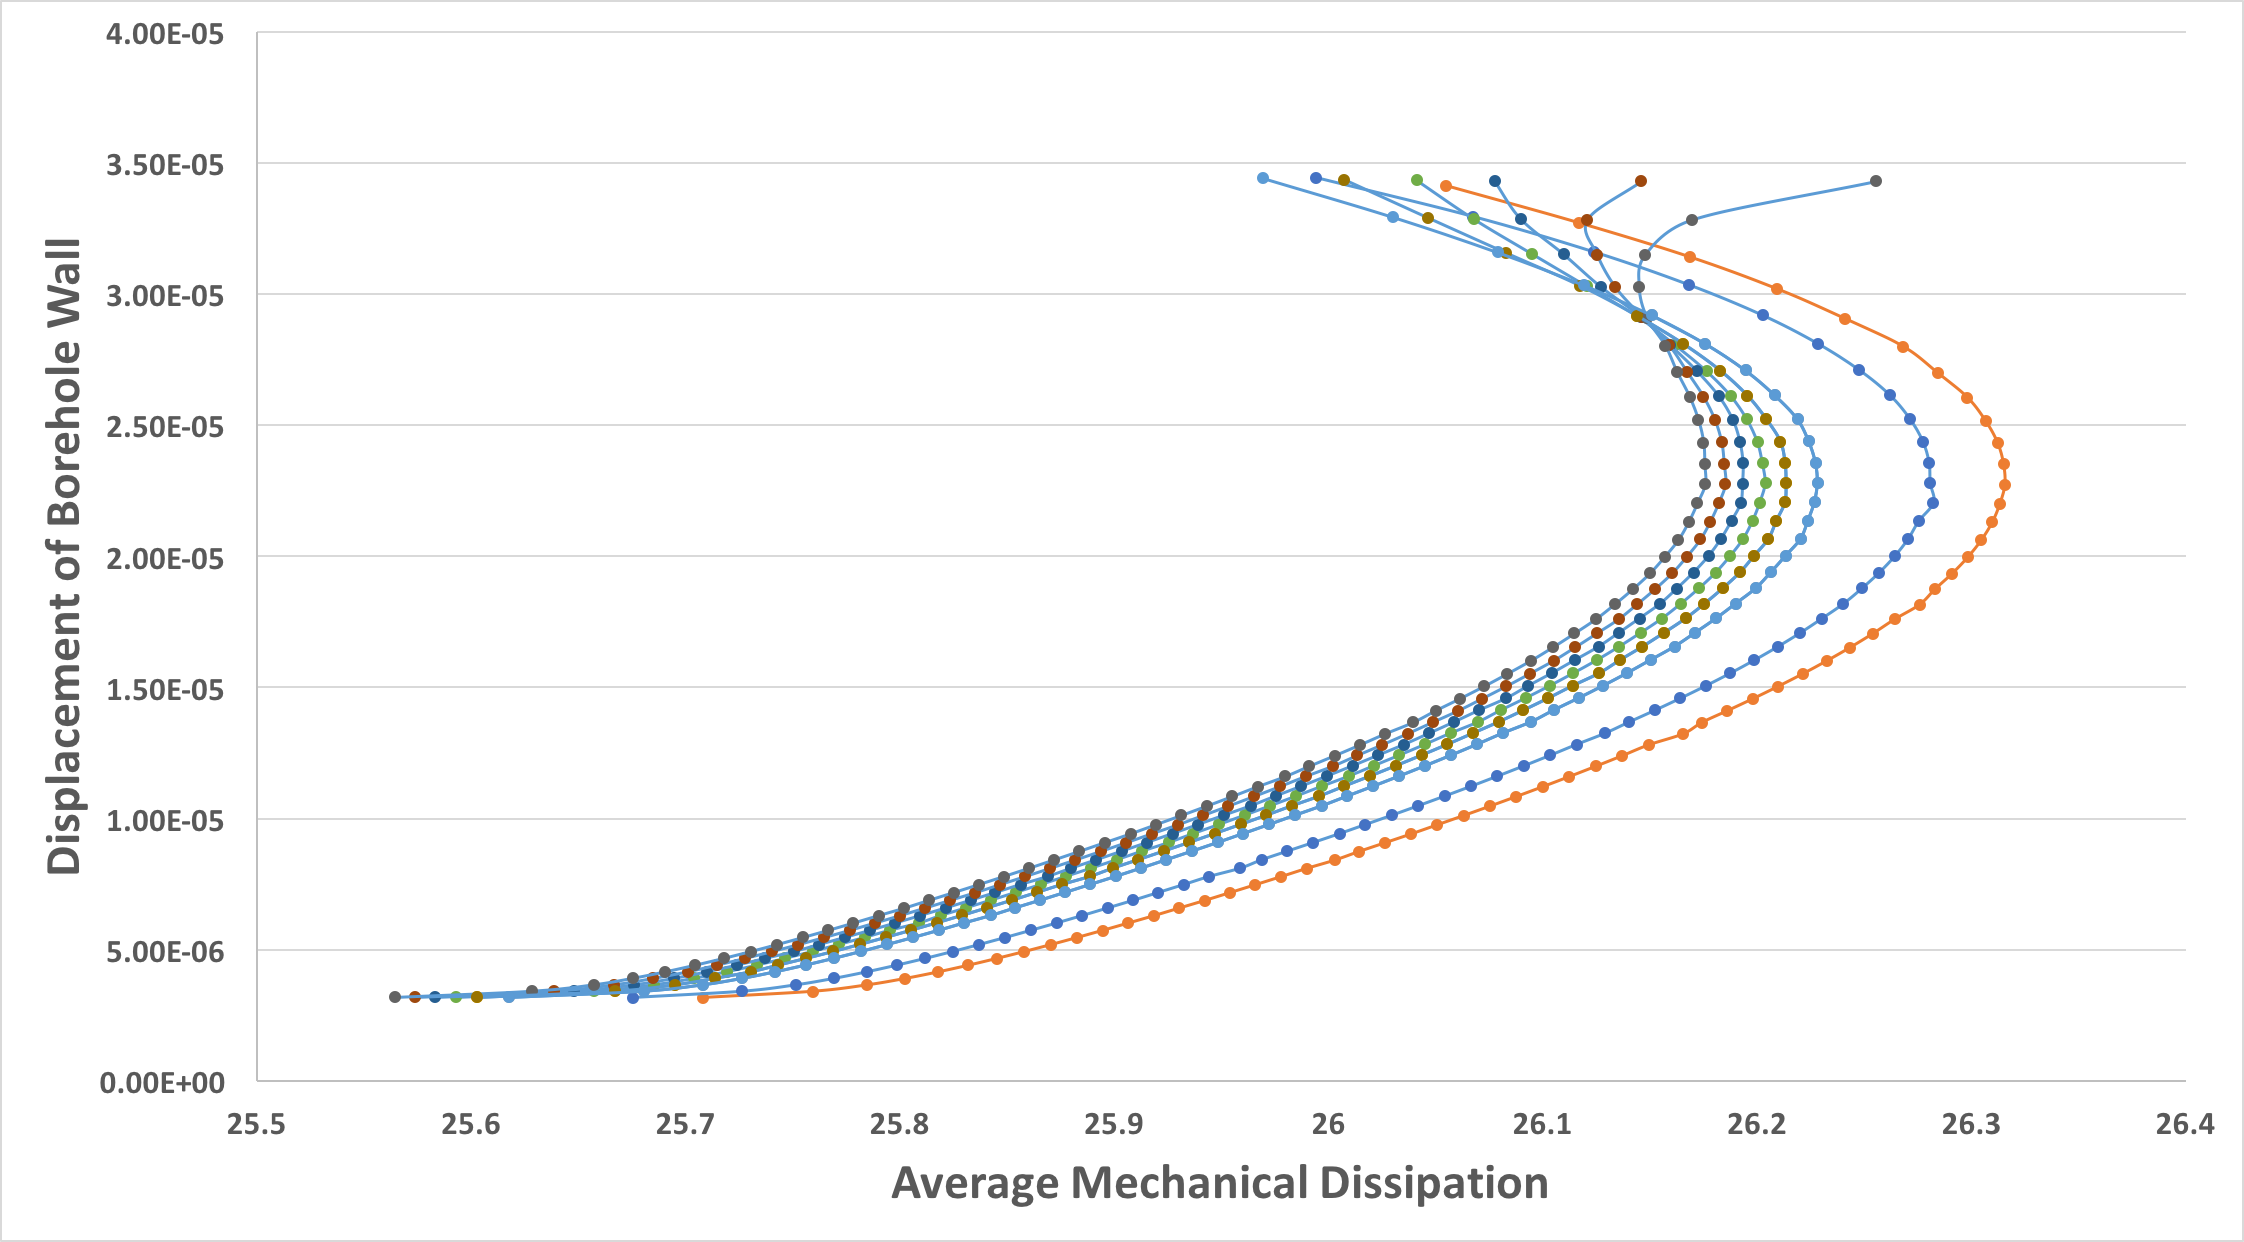 Displacement of Borehole Wall
4.00E-05
3.50E-05
3.00E-05
2.50E-05
2.00E-05
1.50E-05
1.00E-05
5.00E-06
0.00E+00
25.5 25.6 25.7 25.8 25.9 26 26.1 26.2 26.3 26.4
Average Mechanical Dissipation